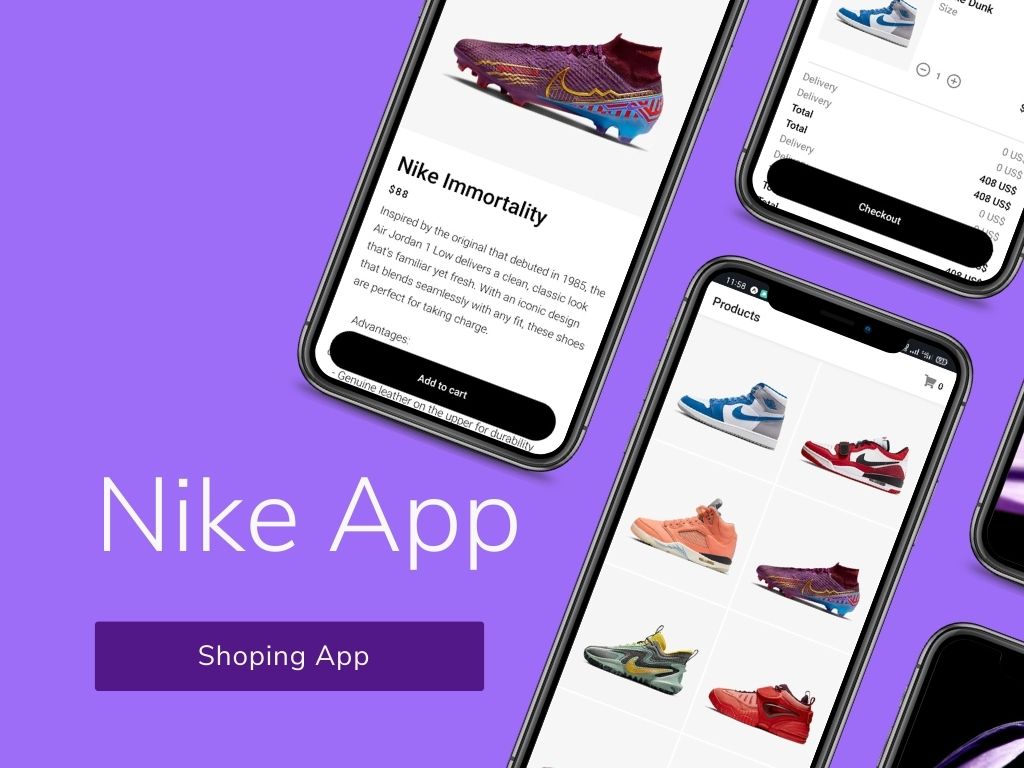 Nike Immortality
$88
Inspired by the original that debuted in 1985, the
Air Jordan 1 Low delivers a clean, classic look
that's familiar yet fresh. With an iconic design
that blends seamlessly with any fit, these shoes
are perfect for taking charge.
Advantages:
Add to cart
- Genuine leather on the upper for durability
Dunk
Size
1
Delivery
0 US$
Delivery
0 US$
Total
408 US$
Total
408 US$
Delivery
0 US$
Checkout
Total
408 US$
11:58
Products
0
Nike App
Shoping App